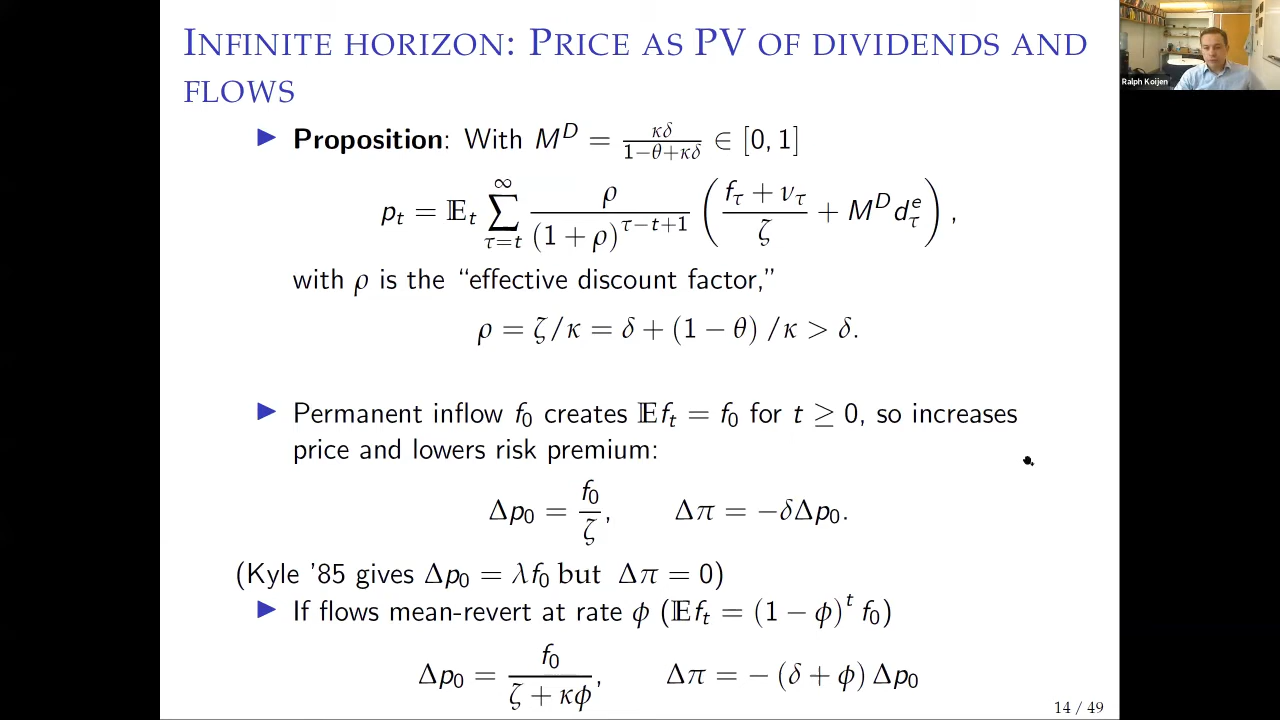 INFINITE HORIZON: PRICE AS PV OF DIVIDENDS AND
FLOWS
Ralph Koijen
▶ Proposition: With M^D = κδ/(1−θ+κδ) ∈ [0, 1]
p_t = 𝔼_t ∑_{τ=t}^{∞} ρ/(1 + ρ)^{τ−t+1} ( (f_τ + ν_τ)/ζ + M^D d^e_τ ) ,
with ρ is the “effective discount factor,”
ρ = ζ/κ = δ + (1 − θ) /κ > δ.
▶ Permanent inflow f_0 creates 𝔼f_t = f_0 for t ≥ 0, so increases
price and lowers risk premium:
Δp_0 = f_0/ζ, Δπ = −δΔp_0.
(Kyle ’85 gives Δp_0 = λf_0 but Δπ = 0)
▶ If flows mean-revert at rate ϕ (𝔼f_t = (1 − ϕ)^t f_0)
Δp_0 = f_0/(ζ + κϕ), Δπ = − (δ + ϕ) Δp_0
14 / 49